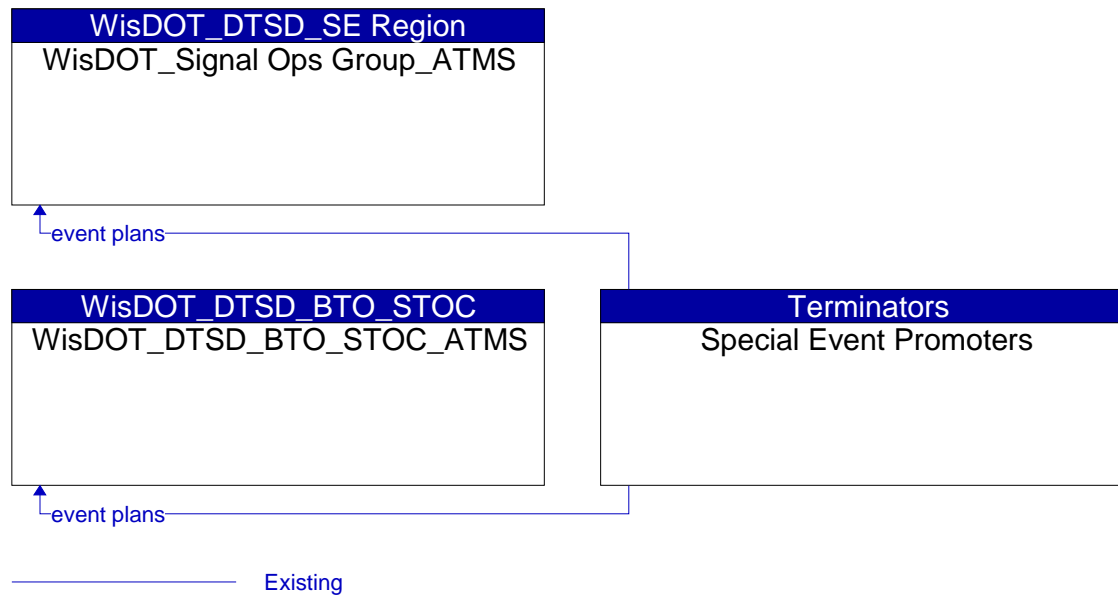 WisDOT_DTSD_SE Region
WisDOT_Signal Ops Group_ATMS
event plans
WisDOT_DTSD_BTO_STOC
WisDOT_DTSD_BTO_STOC_ATMS
Terminators
Special Event Promoters
event plans
Existing